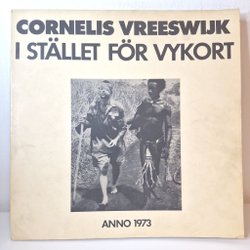 CORNELIS VREESWIJK
I STÄLLET FÖR VYKORT
ANNO 1973